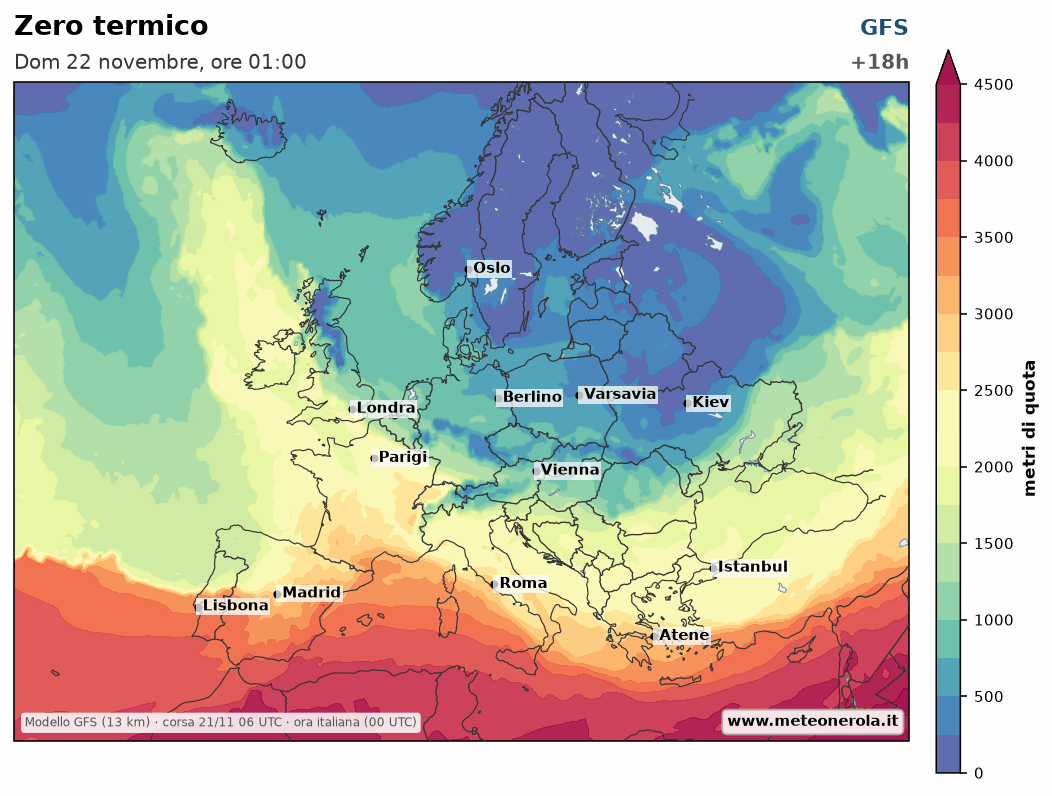 Zero termico
GFS
Dom 22 novembre, ore 01:00
+18h
4500
4000
3500
3000
2500
2000
1500
1000
500
0
metri di quota
Oslo
Berlino
Varsavia
Kiev
Londra
Parigi
Vienna
Istanbul
Roma
Madrid
Lisbona
Atene
Modello GFS (13 km) · corsa 21/11 06 UTC · ora italiana (00 UTC)
www.meteonerola.it